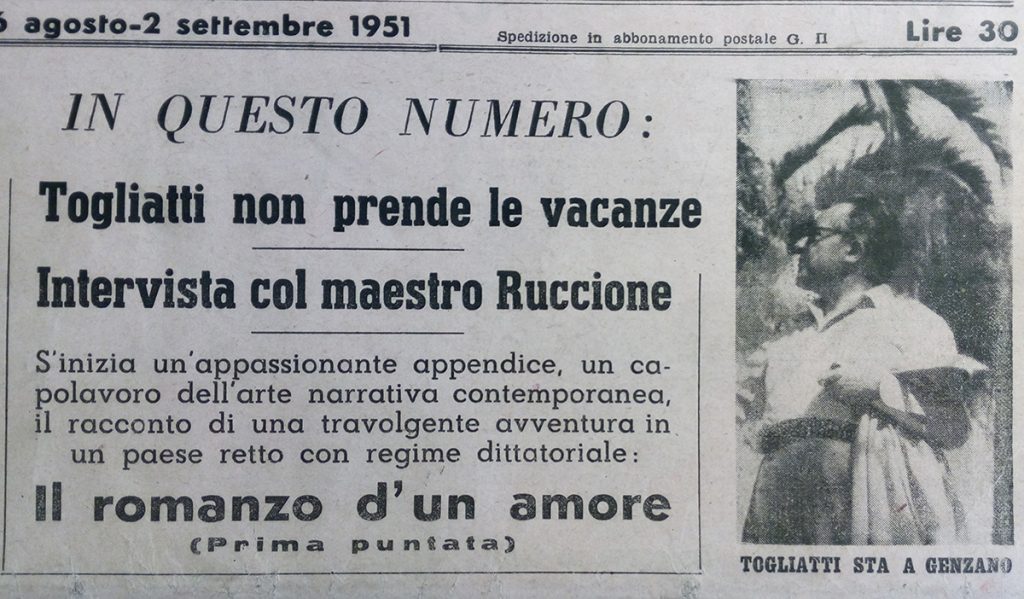 6 agosto-2 settembre 1951
Spedizione in abbonamento postale G. II
Lire 30
IN QUESTO NUMERO:
Togliatti non prende le vacanze
Intervista col maestro Ruccione
S'inizia un'appassionante appendice, un ca-
polavoro dell'arte narrativa contemporanea,
il racconto di una travolgente avventura in
un paese retto con regime dittatoriale:
Il romanzo d'un amore
(Prima puntata)
TOGLIATTI STA A GENZANO